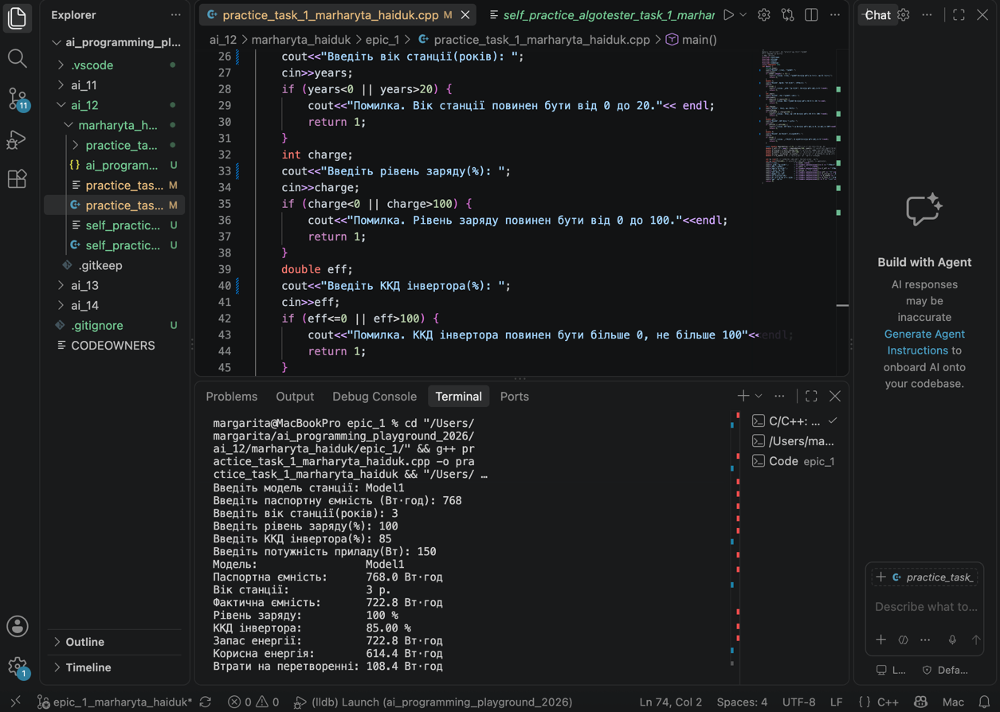 Explorer
ai_programming_pl...
.vscode
ai_11
ai_12
marharyta_h...
practice_ta...
{} ai_program... U
practice_tas... M
practice_tas... M
self_practic... U
self_practic... U
.gitkeep
ai_13
ai_14
.gitignore U
CODEOWNERS
Outline
Timeline
11
1
practice_task_1_marharyta_haiduk.cpp M
self_practice_algotester_task_1_marhar
ai_12 > marharyta_haiduk > epic_1 > practice_task_1_marharyta_haiduk.cpp > main()
26 cout<<"Введіть вік станції(років): ";
27 cin>>years;
28 if (years<0 || years>20) {
29 cout<<"Помилка. Вік станції повинен бути від 0 до 20."<< endl;
30 return 1;
31 }
32 int charge;
33 cout<<"Введіть рівень заряду(%): ";
34 cin>>charge;
35 if (charge<0 || charge>100) {
36 cout<<"Помилка. Рівень заряду повинен бути від 0 до 100."<<endl;
37 return 1;
38 }
39 double eff;
40 cout<<"Введіть ККД інвертора(%): ";
41 cin>>eff;
42 if (eff<=0 || eff>100) {
43 cout<<"Помилка. ККД інвертора повинен бути більше 0, не більше 100"<<endl;
44 return 1;
45 }
Problems Output Debug Console Terminal Ports
margarita@MacBookPro epic_1 % cd "/Users/
margarita/ai_programming_playground_2026/
ai_12/marharyta_haiduk/epic_1/" && g++ pr
actice_task_1_marharyta_haiduk.cpp -o pra
ctice_task_1_marharyta_haiduk && "/Users/ …
Введіть модель станції: Model1
Введіть паспортну ємність (Вт·год): 768
Введіть вік станції(років): 3
Введіть рівень заряду(%): 100
Введіть ККД інвертора(%): 85
Введіть потужність приладу(Вт): 150
Модель: Model1
Паспортна ємність: 768.0 Вт·год
Вік станції: 3 р.
Фактична ємність: 722.8 Вт·год
Рівень заряду: 100 %
ККД інвертора: 85.00 %
Запас енергії: 722.8 Вт·год
Корисна енергія: 614.4 Вт·год
Втрати на перетворенні: 108.4 Вт·год
C/C++: ...
/Users/ma...
Code epic_1
Chat
Build with Agent
AI responses
may be
inaccurate
Generate Agent
Instructions to
onboard AI onto
your codebase.
practice_task_
Describe what to...
L...
Defa...
epic_1_marharyta_haiduk*
0 0
(lldb) Launch (ai_programming_playground_2026)
Ln 74, Col 2
Spaces: 4
UTF-8
LF
{} C++
Mac